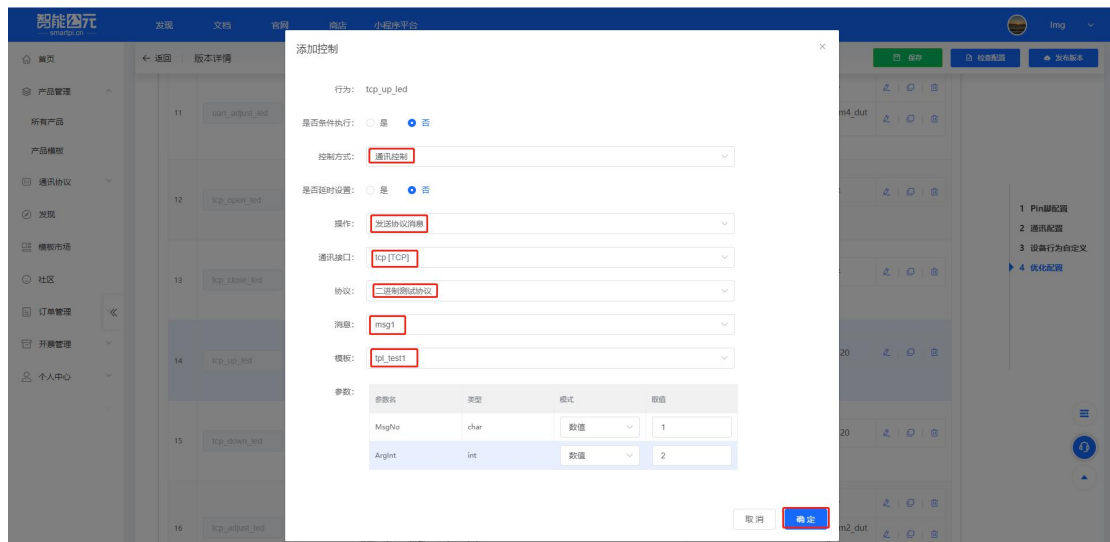 智能图元
smartpi.cn
发现 文档 官网 商店 小程序平台
lmg
首页
← 返回 版本详情
保存 检查配置 发布版本
产品管理
所有产品
产品模板
通讯协议
发现
模板市场
社区
订单管理
开票管理
个人中心
11 uart_adjust_led m4_dut
12 tcp_open_led
13 tcp_close_led
14 tcp_up_led 20
15 tcp_down_led 20
16 tcp_adjust_led m2_dut
添加控制
行为: tcp_up_led
是否条件执行: 是 否
控制方式: 通讯控制
是否延时设置: 是 否
操作: 发送协议消息
通讯接口: tcp [TCP]
协议: 二进制测试协议
消息: msg1
模板: tpl_test1
参数:
参数名 类型 模式 取值
MsgNo char 数值 1
ArgInt int 数值 2
取消 确定
1 Pin脚配置
2 通讯配置
3 设备行为自定义
4 优化配置